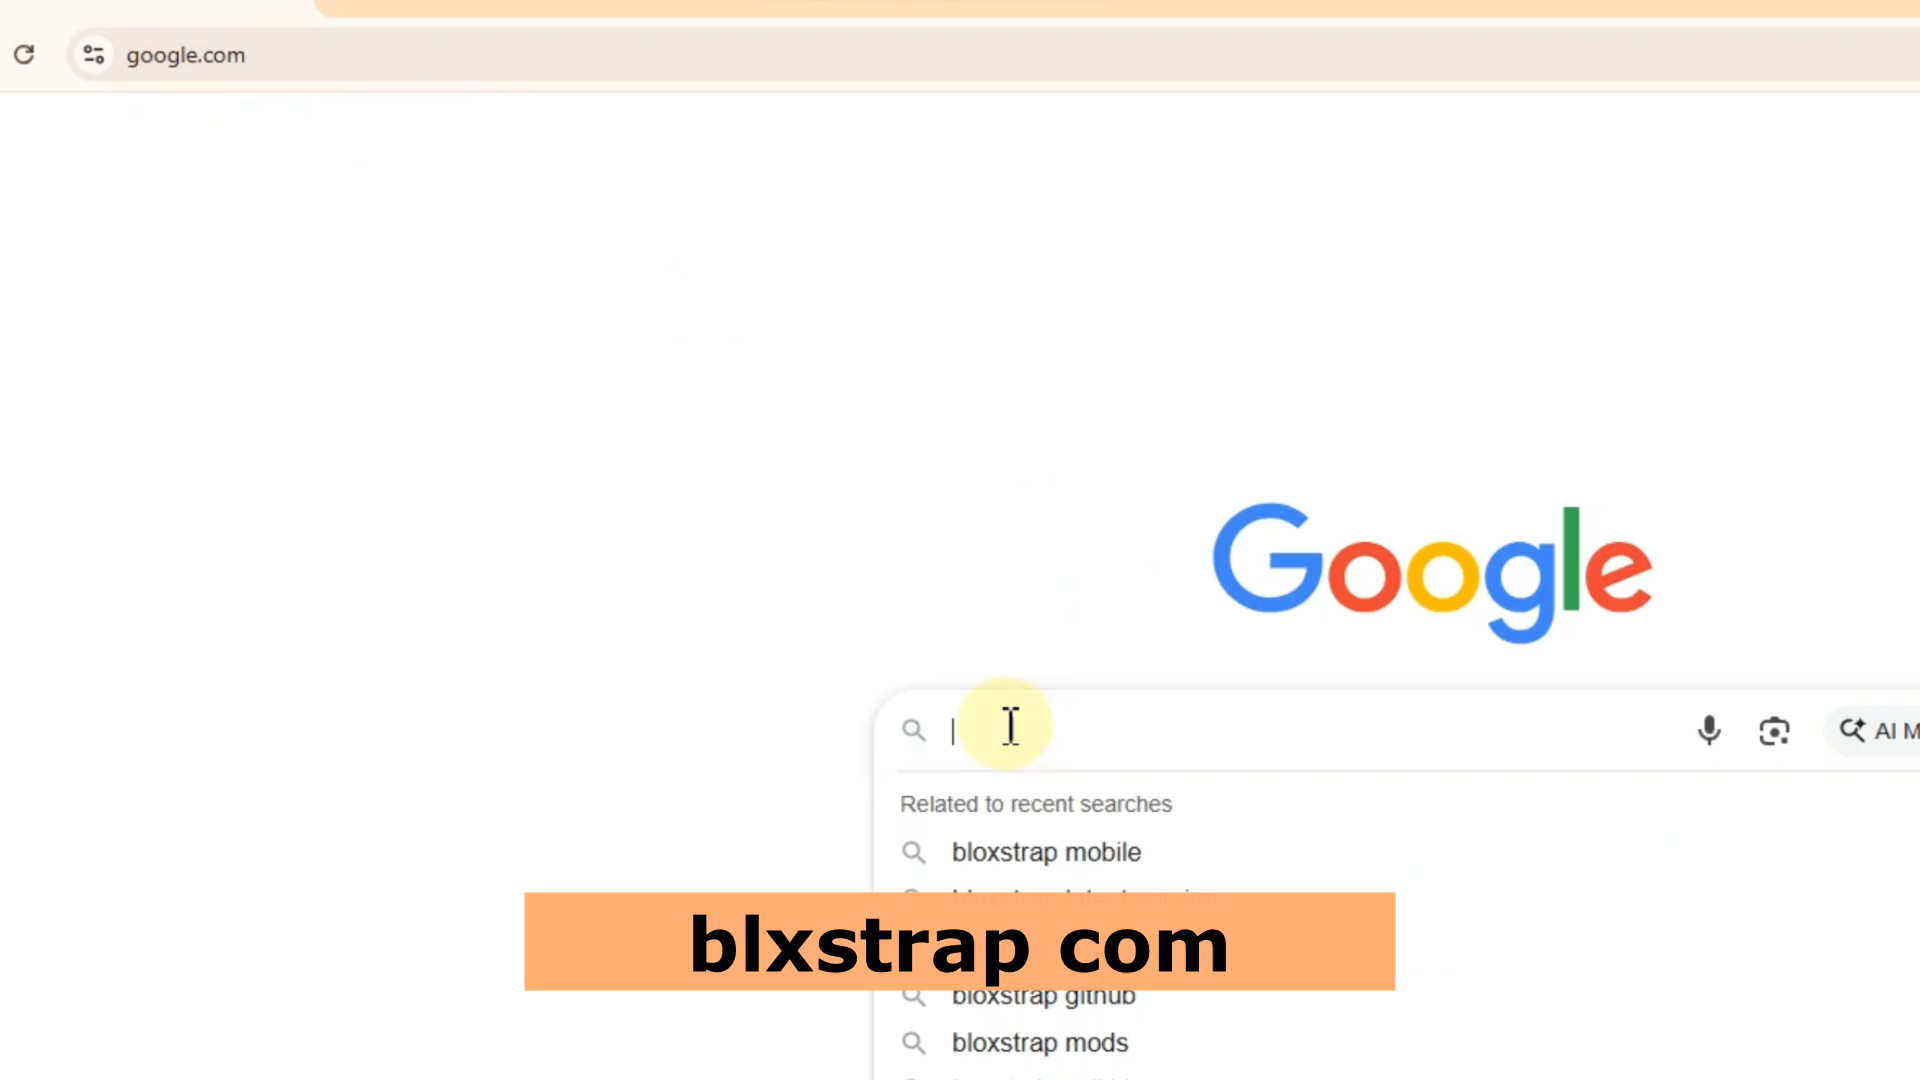 google.com
Google
AI M
Related to recent searches
bloxstrap mobile
blxstrap com
bloxstrap github
bloxstrap mods